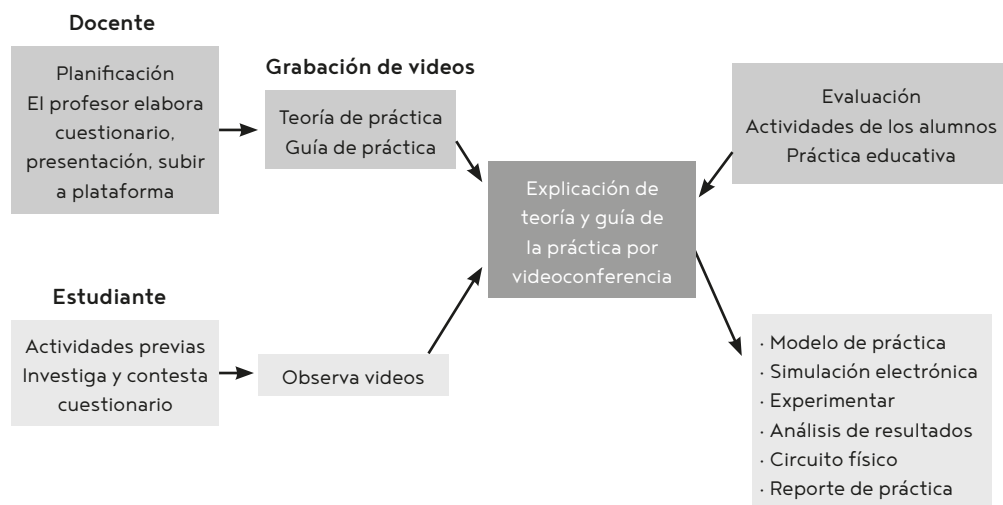 Docente
Planificación
El profesor elabora
cuestionario,
presentación, subir
a plataforma
Grabación de videos
Teoría de práctica
Guía de práctica
Explicación de
teoría y guía de
la práctica por
videoconferencia
Evaluación
Actividades de los alumnos
Práctica educativa
Estudiante
Actividades previas
Investiga y contesta
cuestionario
Observa videos
· Modelo de práctica
· Simulación electrónica
· Experimentar
· Análisis de resultados
· Circuito físico
· Reporte de práctica